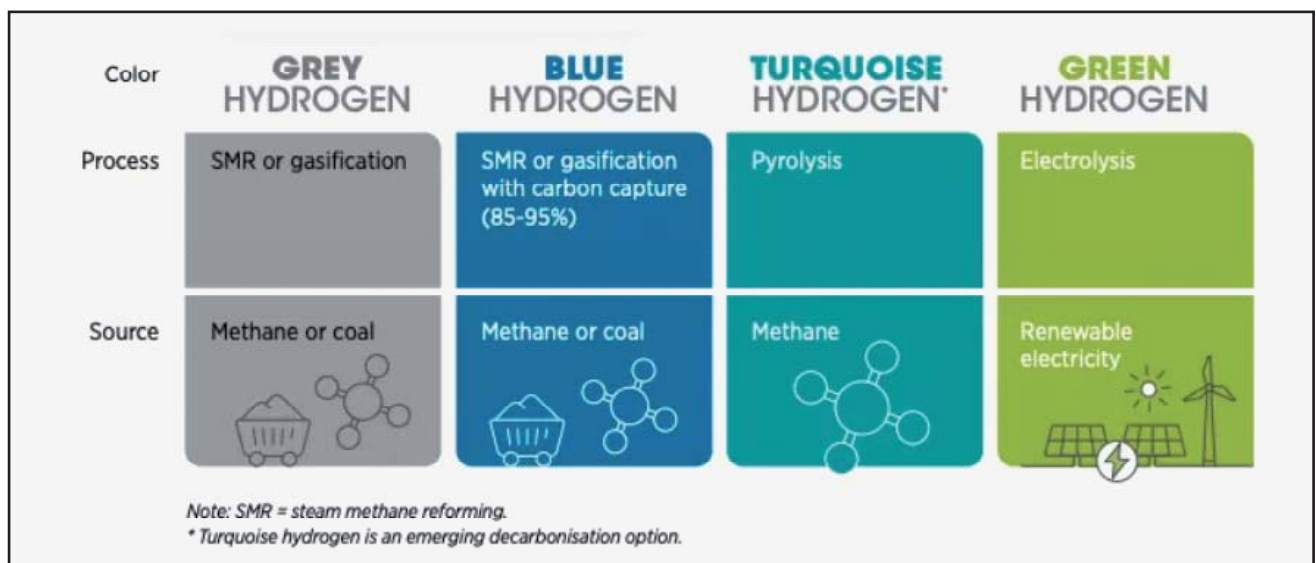 Color
GREY
HYDROGEN
BLUE
HYDROGEN
TURQUOISE
HYDROGEN*
GREEN
HYDROGEN
Process
SMR or gasification
SMR or gasification
with carbon capture
(85-95%)
Pyrolysis
Electrolysis
Source
Methane or coal
Methane or coal
Methane
Renewable
electricity
Note: SMR = steam methane reforming.
* Turquoise hydrogen is an emerging decarbonisation option.